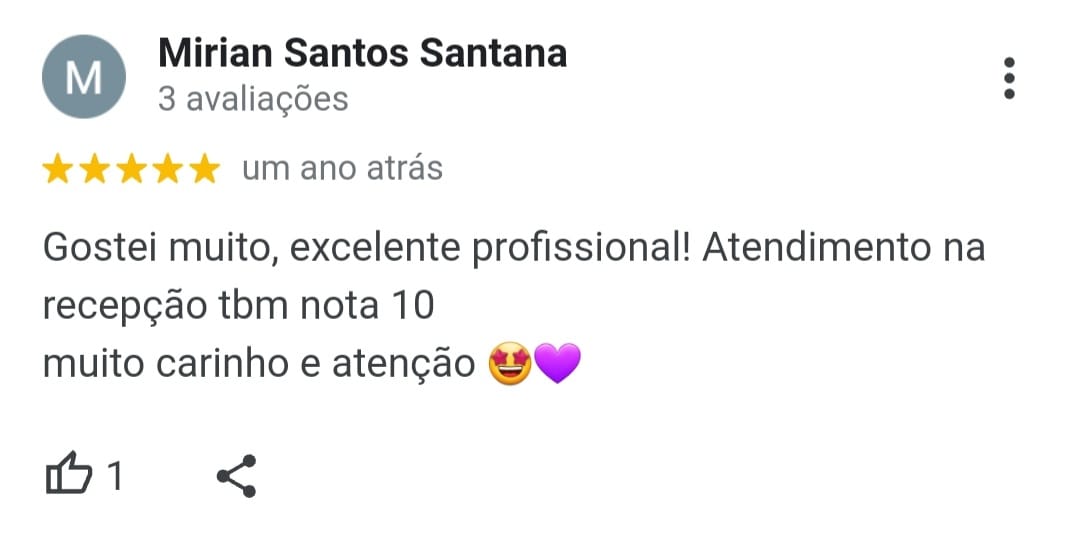 M
Mirian Santos Santana
3 avaliações
um ano atrás
Gostei muito, excelente profissional! Atendimento na
recepção tbm nota 10
muito carinho e atenção 🤩💜
1